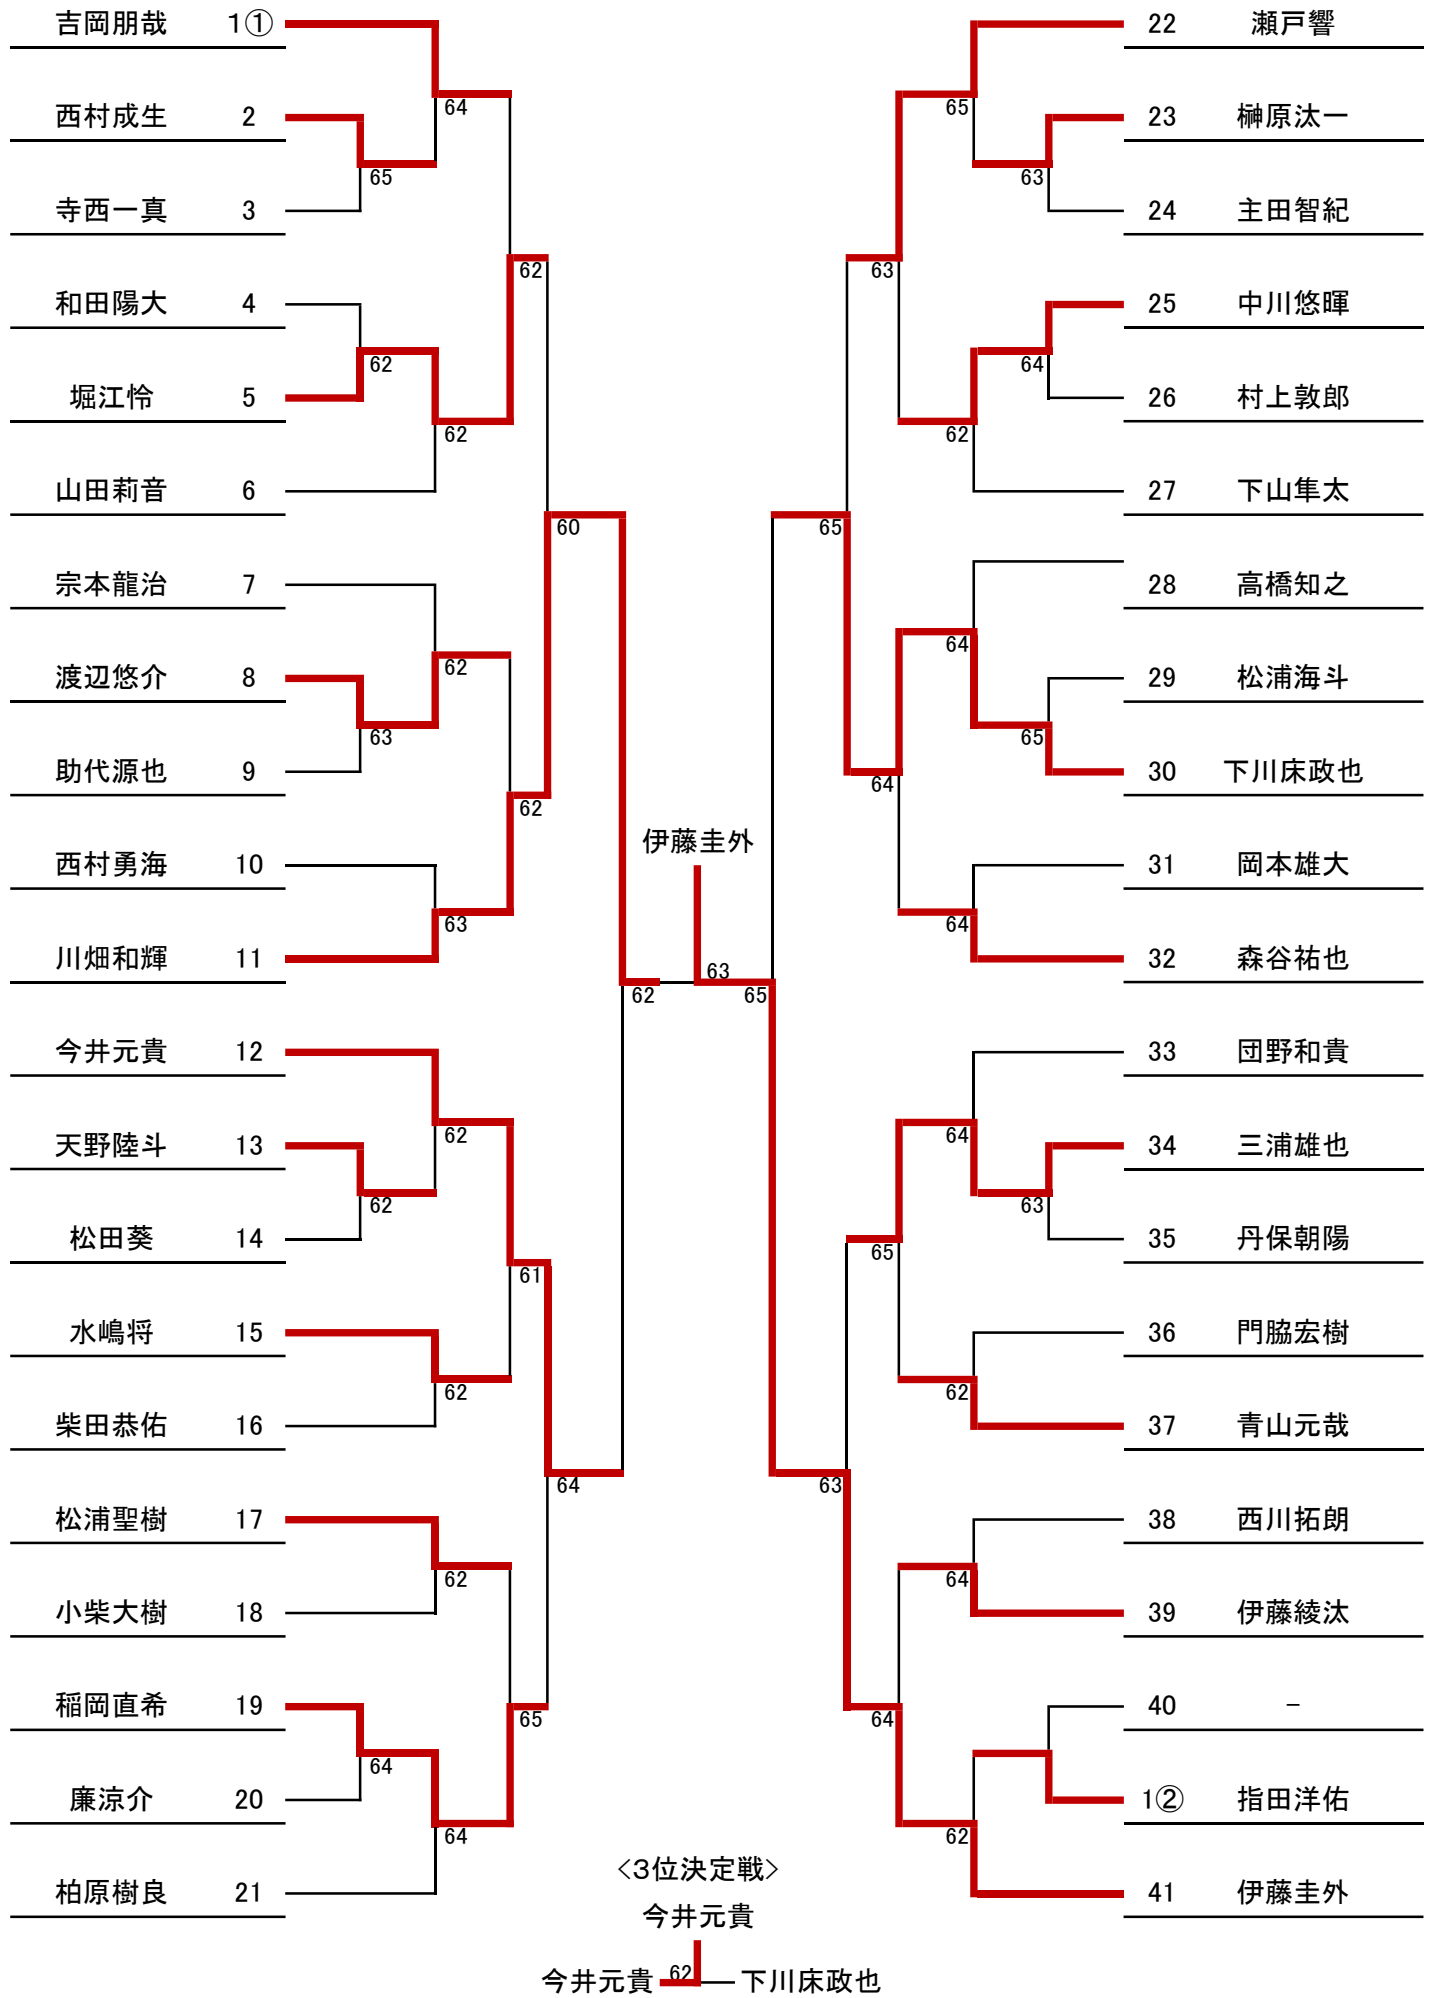 吉岡朋哉 1① 22 瀬戸響
64 65
西村成生 2 23 榊原汰一
65 63
寺西一真 3 24 主田智紀
62 63
和田陽大 4 25 中川悠暉
62 64
堀江怜 5 26 村上敦郎
62 62
山田莉音 6 27 下山隼太
60 65
宗本龍治 7 28 高橋知之
62 64
渡辺悠介 8 29 松浦海斗
63 65
助代源也 9 30 下川床政也
62 64
伊藤圭外
西村勇海 10 31 岡本雄大
63 64
川畑和輝 11 32 森谷祐也
63
62 65
今井元貴 12 33 団野和貴
62 64
天野陸斗 13 34 三浦雄也
62 63
松田葵 14 35 丹保朝陽
61 65
水嶋将 15 36 門脇宏樹
62 62
柴田恭佑 16 37 青山元哉
64 63
松浦聖樹 17 38 西川拓朗
62 64
小柴大樹 18 39 伊藤綾汰
稲岡直希 19 40 -
65 64
64
廉涼介 20 1② 指田洋佑
64 62
<3位決定戦>
柏原樹良 21 41 伊藤圭外
今井元貴
今井元貴 62 下川床政也